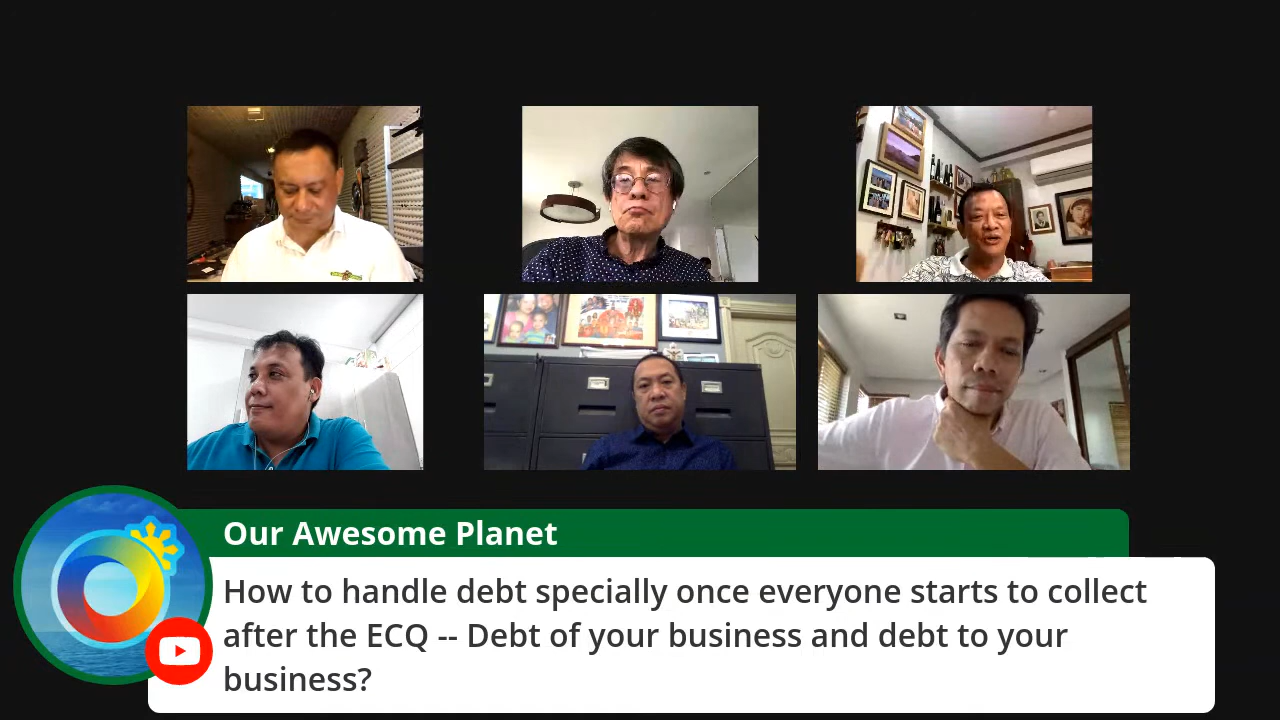 Our Awesome Planet
How to handle debt specially once everyone starts to collect
after the ECQ -- Debt of your business and debt to your
business?